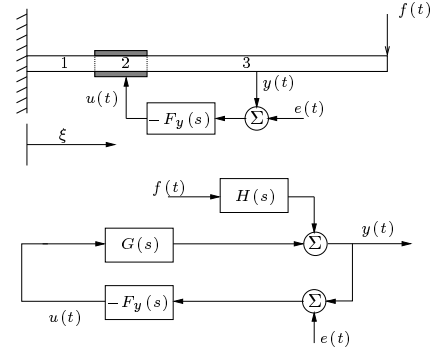 f(t)
1 2 3
y(t)
u(t)
e(t)
−Fy(s) Σ
ξ
f(t) H(s)
y(t)
G(s) Σ
−Fy(s) Σ
u(t)
e(t)